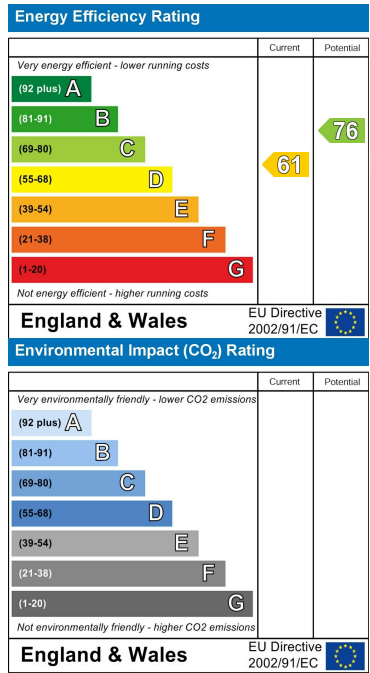 Energy Efficiency Rating
Current Potential
Very energy efficient - lower running costs
(92 plus) A
(81-91) B
(69-80) C
(55-68) D
(39-54) E
(21-38) F
(1-20) G
61
76
Not energy efficient - higher running costs
England & Wales
EU Directive
2002/91/EC
Environmental Impact (CO₂) Rating
Current Potential
Very environmentally friendly - lower CO2 emissions
(92 plus) A
(81-91) B
(69-80) C
(55-68) D
(39-54) E
(21-38) F
(1-20) G
Not environmentally friendly - higher CO2 emissions
England & Wales
EU Directive
2002/91/EC